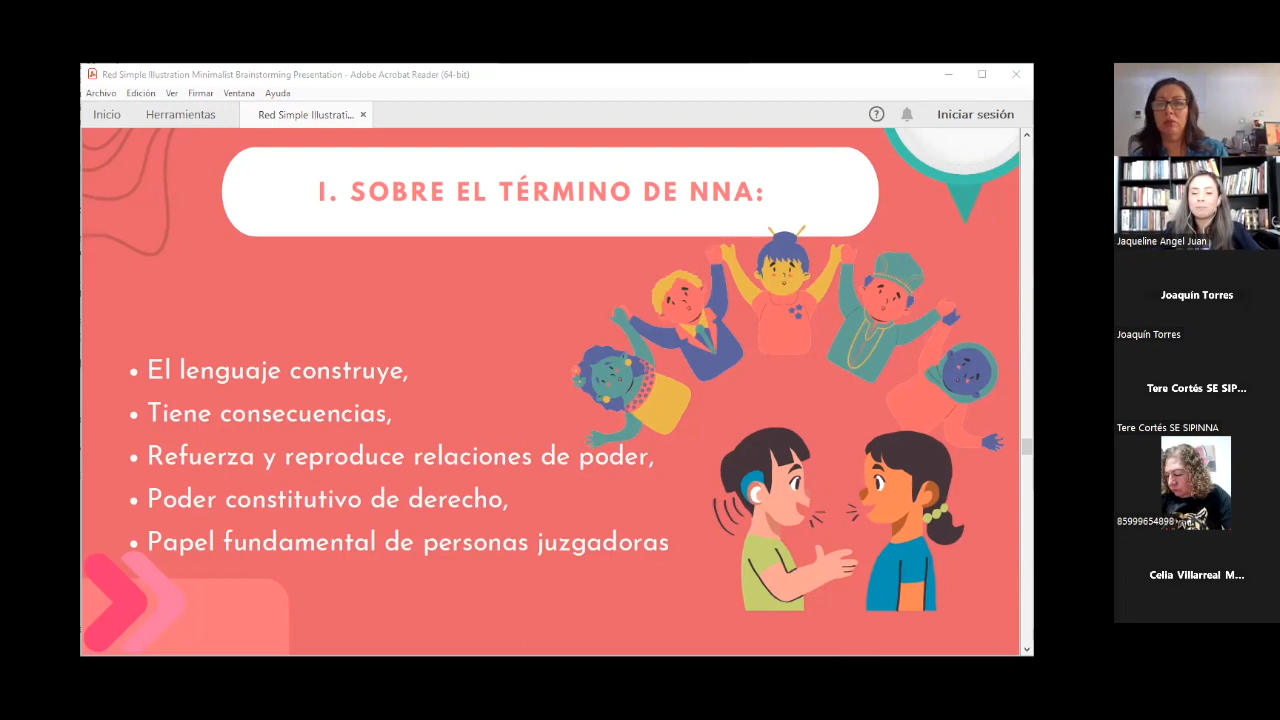 Red Simple Illustration Minimalist Brainstorming Presentation - Adobe Acrobat Reader (64-bit)
Archivo Edición Ver Firmar Ventana Ayuda
Inicio Herramientas Red Simple Illustrati... × Iniciar sesión
I. SOBRE EL TÉRMINO DE NNA:
• El lenguaje construye,
• Tiene consecuencias,
• Refuerza y reproduce relaciones de poder,
• Poder constitutivo de derecho,
• Papel fundamental de personas juzgadoras
Jaqueline Angel Juan
Joaquín Torres
Joaquín Torres
Tere Cortés SE SIP...
Tere Cortés SE SIPINNA
85999654898
Celia Villarreal M...